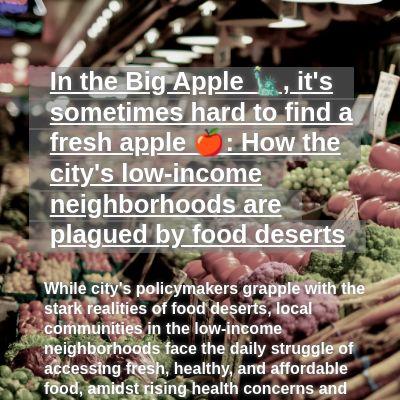 In the Big Apple 🗽, it's
sometimes hard to find a
fresh apple 🍎: How the
city's low-income
neighborhoods are
plagued by food deserts
While city's policymakers grapple with the
stark realities of food deserts, local
communities in the low-income
neighborhoods face the daily struggle of
accessing fresh, healthy, and affordable
food, amidst rising health concerns and